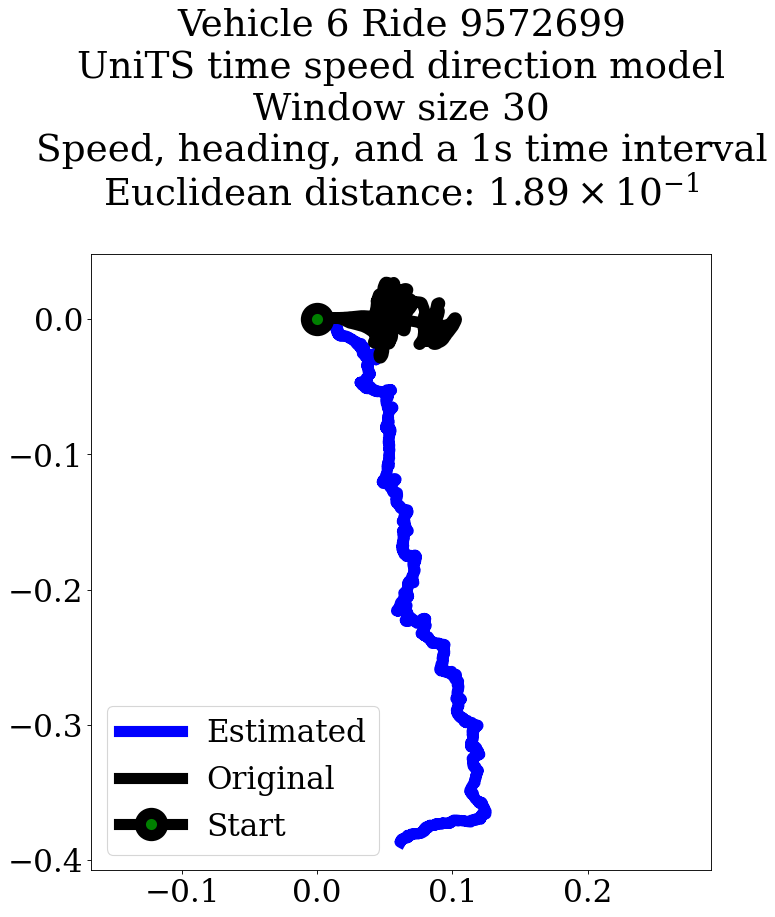 Vehicle 6 Ride 9572699
UniTS time speed direction model
Window size 30
Speed, heading, and a 1s time interval
Euclidean distance: 1.89 × 10⁻¹
0.0
−0.1
−0.2
−0.3
−0.4
Estimated
Original
Start
−0.1 0.0 0.1 0.2